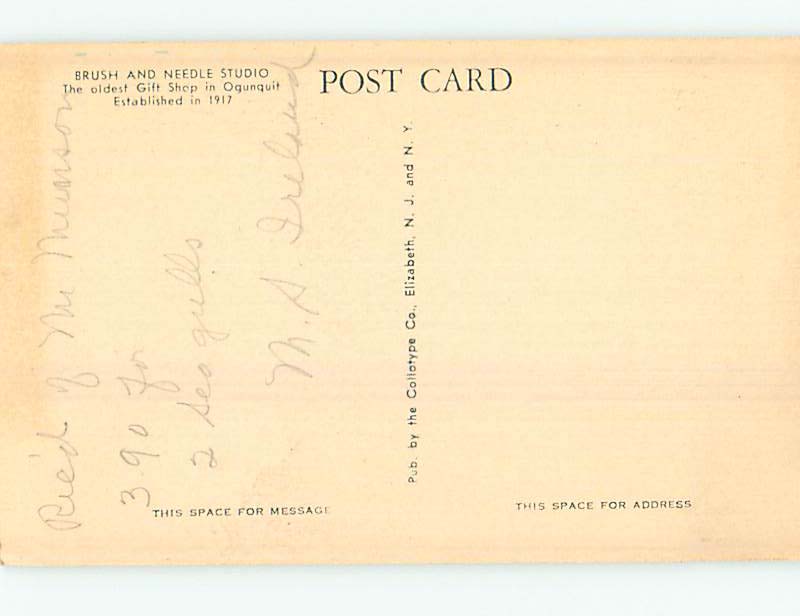 BRUSH AND NEEDLE STUDIO
The oldest Gift Shop in Ogunquit
Established in 1917
POST CARD
Rec'd of Mr Munson
3.90 for
2 Sea gulls
M. S. Ireland
Pub. by the Collotype Co., Elizabeth, N. J. and N. Y.
THIS SPACE FOR MESSAGE
THIS SPACE FOR ADDRESS